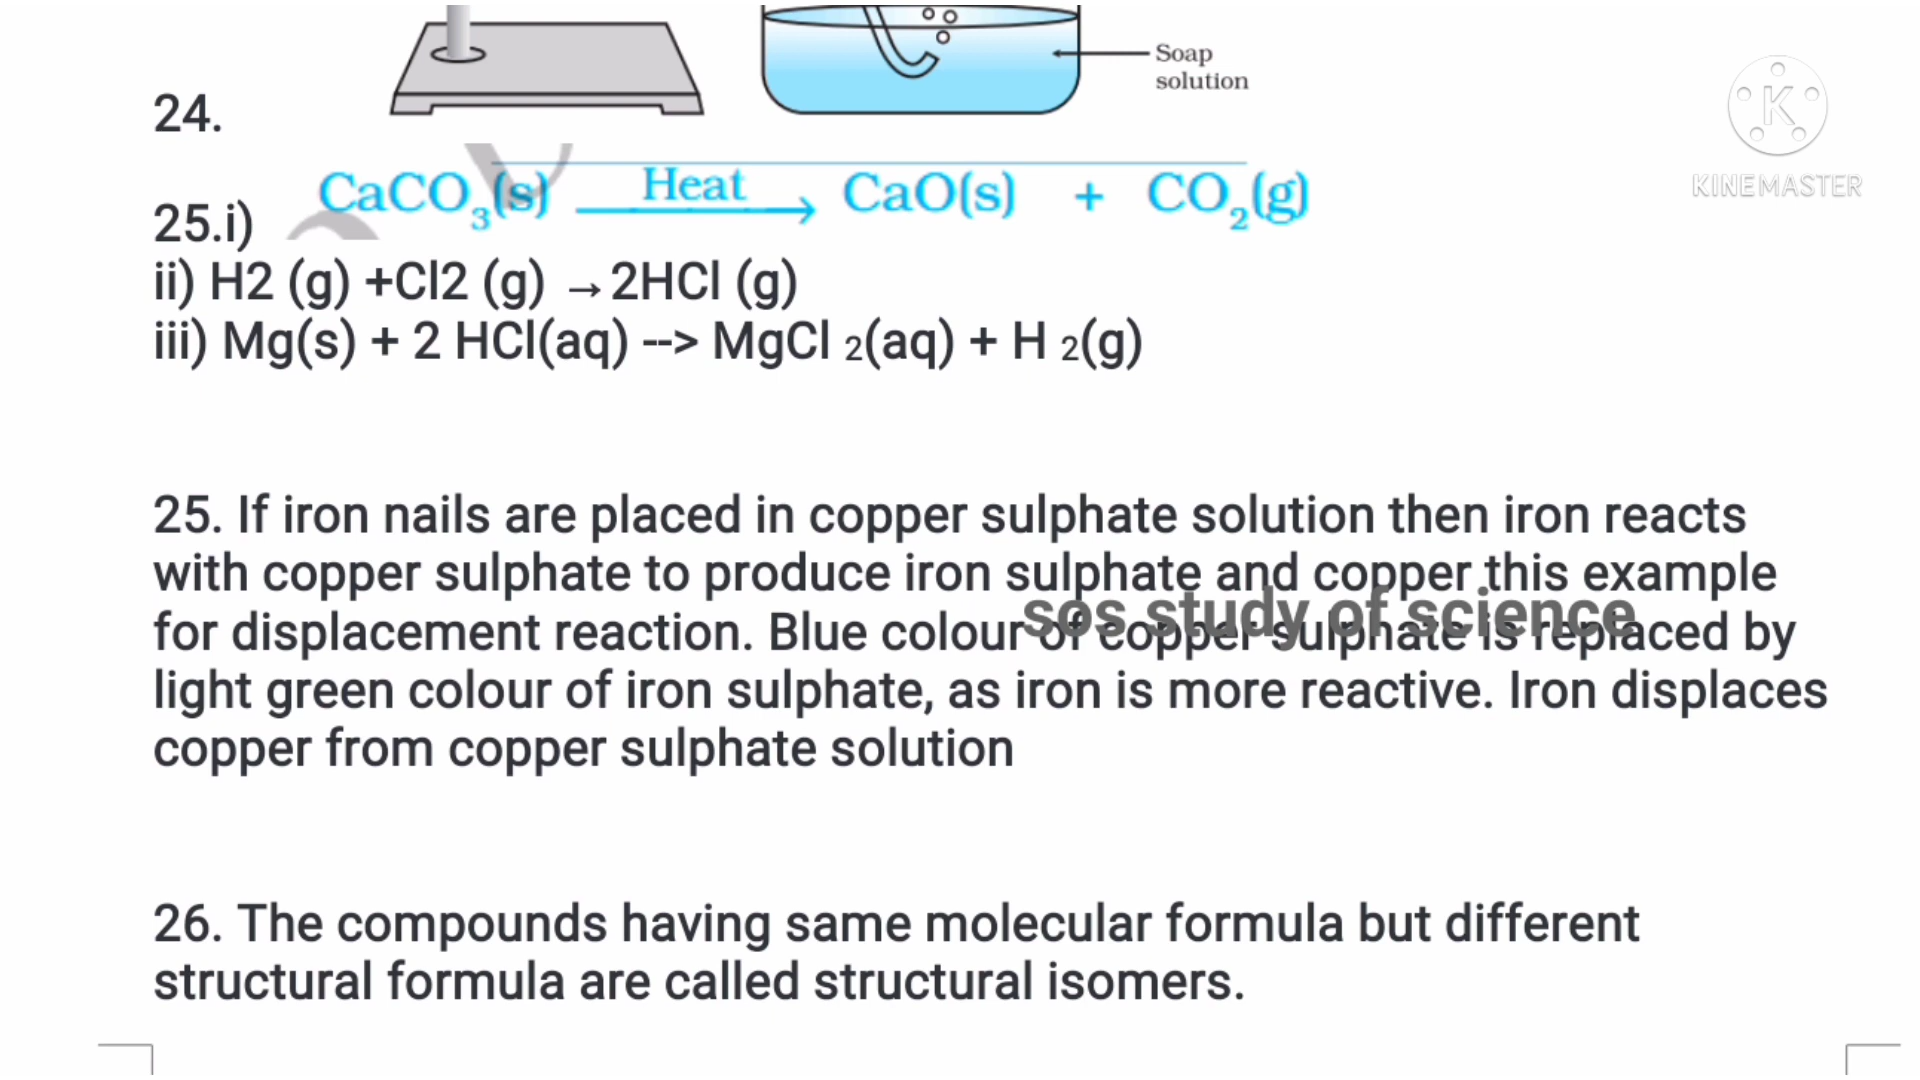 Soap
solution
24.
K
KINEMASTER
25.i) CaCO3(s) Heat CaO(s) + CO2(g)
ii) H2 (g) +Cl2 (g) →2HCl (g)
iii) Mg(s) + 2 HCl(aq) --> MgCl 2(aq) + H 2(g)
25. If iron nails are placed in copper sulphate solution then iron reacts
with copper sulphate to produce iron sulphate and copper this example
sos study of science
for displacement reaction. Blue colour of copper sulphate is replaced by
light green colour of iron sulphate, as iron is more reactive. Iron displaces
copper from copper sulphate solution
26. The compounds having same molecular formula but different
structural formula are called structural isomers.